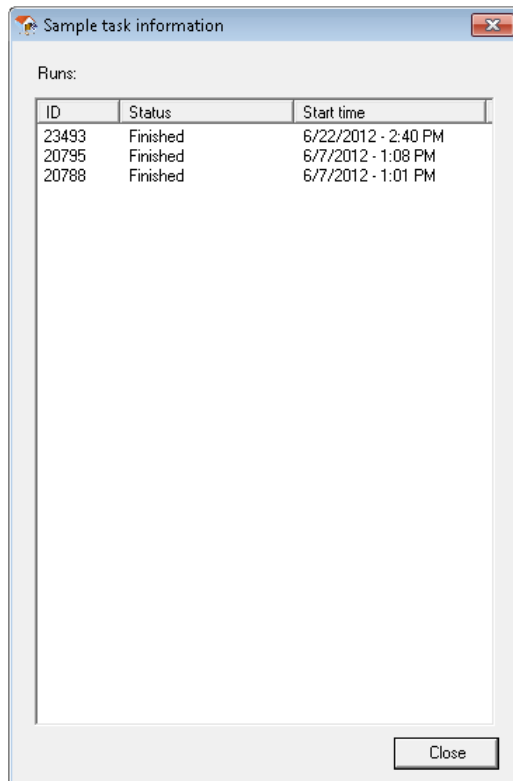 Sample task information
Runs:
ID Status Start time
23493 Finished 6/22/2012 - 2:40 PM
20795 Finished 6/7/2012 - 1:08 PM
20788 Finished 6/7/2012 - 1:01 PM
Close